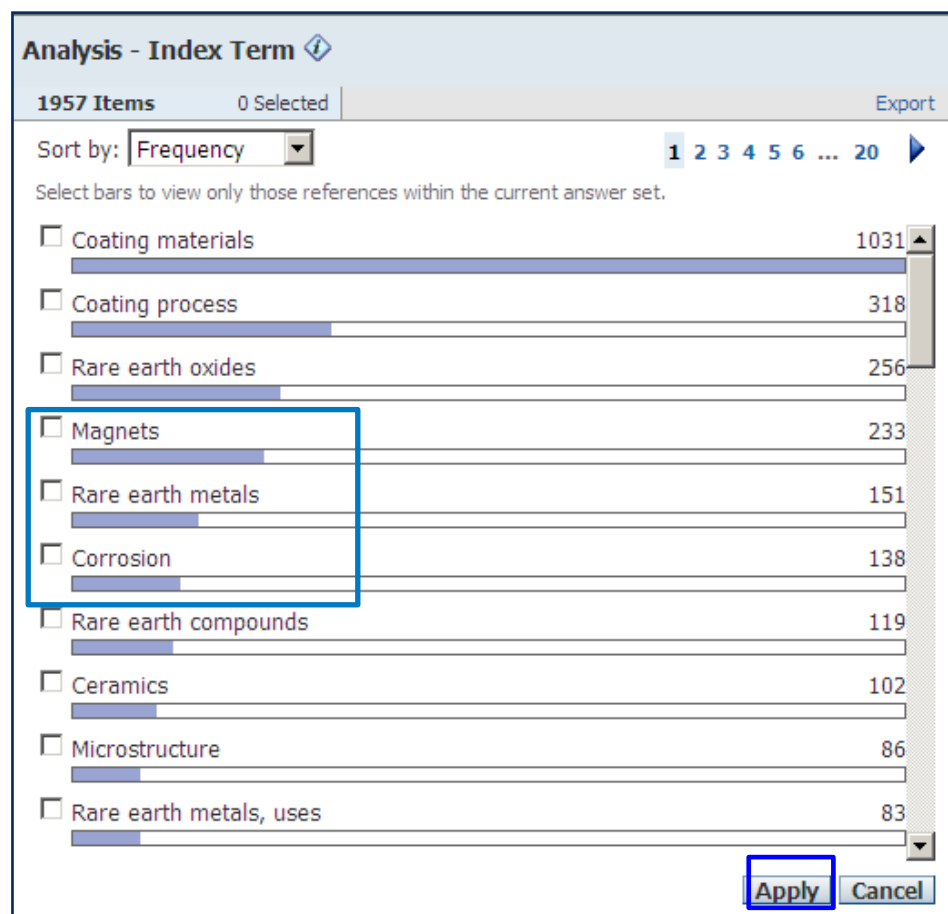 Analysis - Index Term
1957 Items 0 Selected Export
Sort by: Frequency 1 2 3 4 5 6 ... 20
Select bars to view only those references within the current answer set.
Coating materials 1031
Coating process 318
Rare earth oxides 256
Magnets 233
Rare earth metals 151
Corrosion 138
Rare earth compounds 119
Ceramics 102
Microstructure 86
Rare earth metals, uses 83
Apply Cancel